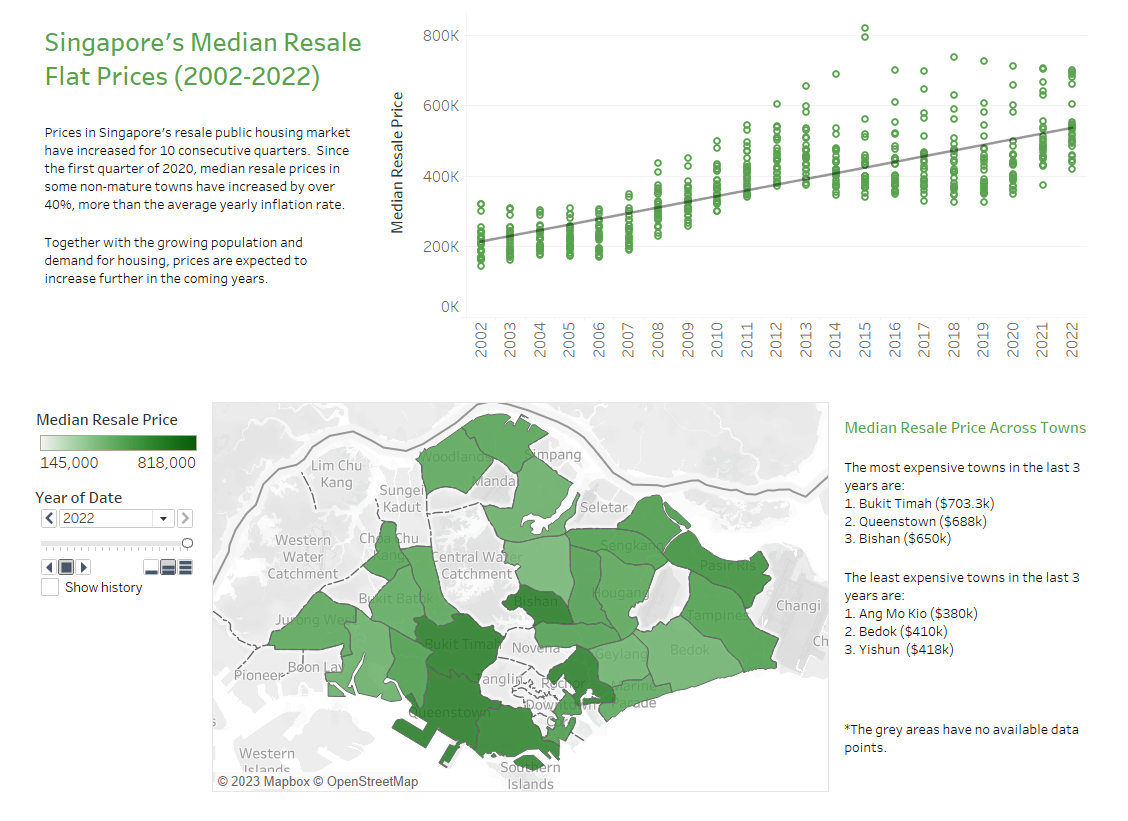 Singapore's Median Resale
Flat Prices (2002-2022)
Prices in Singapore's resale public housing market
have increased for 10 consecutive quarters.  Since
the first quarter of 2020, median resale prices in
some non-mature towns have increased by over
40%, more than the average yearly inflation rate.
Together with the growing population and
demand for housing, prices are expected to
increase further in the coming years.
Median Resale Price
800K
600K
400K
200K
0K
2002
2003
2004
2005
2006
2007
2008
2009
2010
2011
2012
2013
2014
2015
2016
2017
2018
2019
2020
2021
2022
Median Resale Price
145,000 818,000
Year of Date
2022
Show history
Woodlands
Simpang
Lim Chu
Kang
Manda
Sungei
Kadut
Seletar
Western
Water
Catchment
Choa Chu
Kang
Sengkang
Central Water
Catchment
Pasir Ris
Bukit Batok
Bishan
Hougang
Changi
Jurong West
Tampines
Bukit Timah
Novena
Geylang
Bedok
Ch
Boon Lay
Pioneer
Tanglin
Rochor
Marine
Parade
Queenstown
Downtown
Core
s
Western
Islands
Southern
Islands
© 2023 Mapbox © OpenStreetMap
Median Resale Price Across Towns
The most expensive towns in the last 3
years are:
1. Bukit Timah ($703.3k)
2. Queenstown ($688k)
3. Bishan ($650k)
The least expensive towns in the last 3
years are:
1. Ang Mo Kio ($380k)
2. Bedok ($410k)
3. Yishun  ($418k)
*The grey areas have no available data
points.